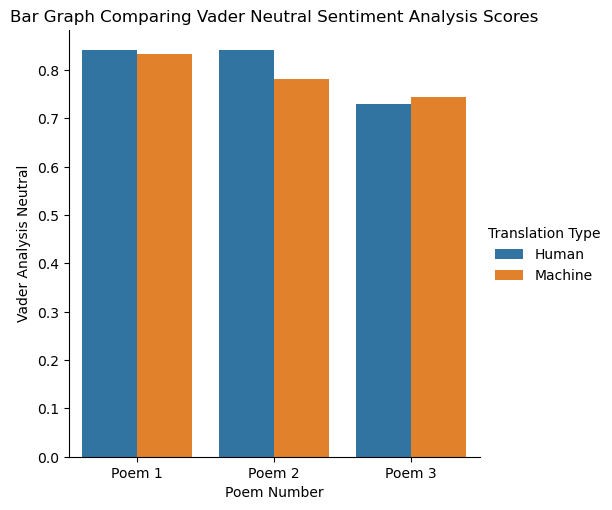 Bar Graph Comparing Vader Neutral Sentiment Analysis Scores
Vader Analysis Neutral
0.8
0.7
0.6
0.5
0.4
0.3
0.2
0.1
0.0
Poem 1
Poem 2
Poem 3
Poem Number
Translation Type
Human
Machine